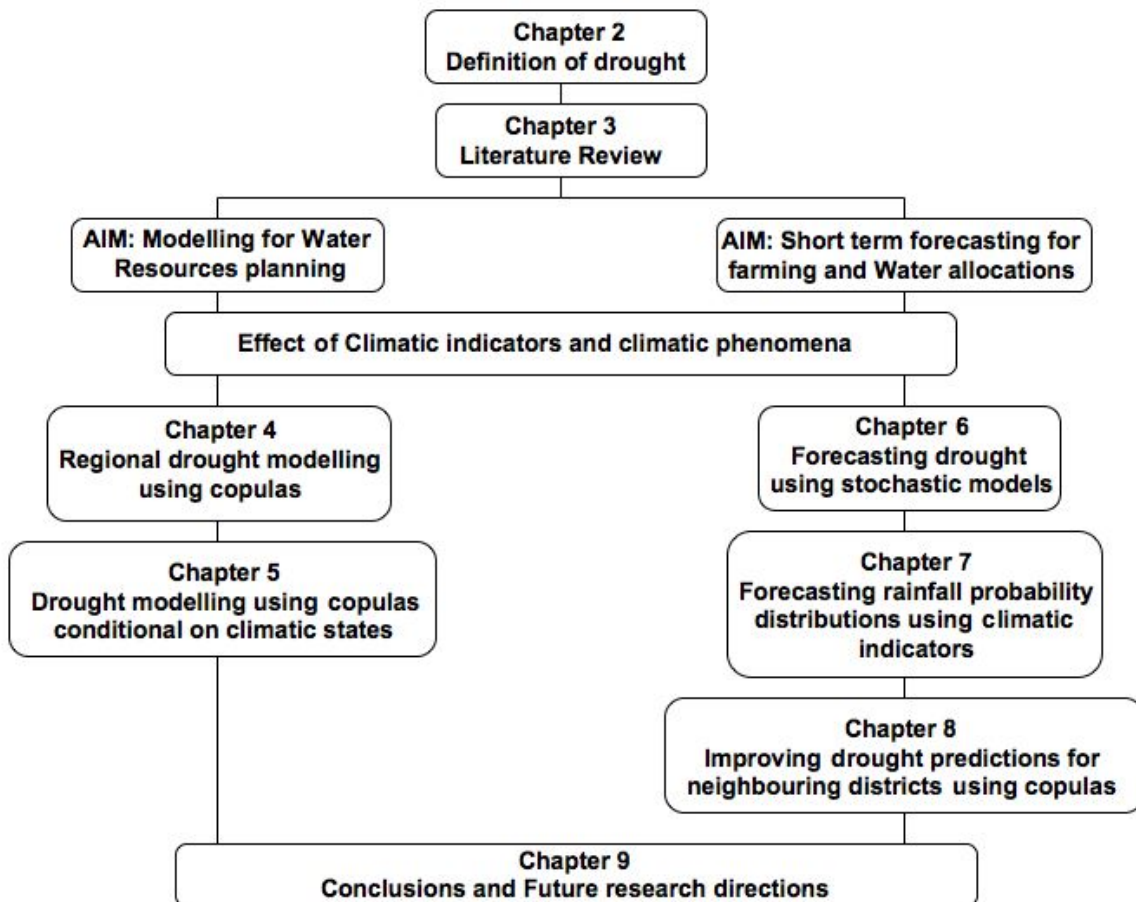 Chapter 2
Definition of drought
Chapter 3
Literature Review
AIM: Modelling for Water
Resources planning
AIM: Short term forecasting for
farming and Water allocations
Effect of Climatic indicators and climatic phenomena
Chapter 4
Regional drought modelling
using copulas
Chapter 5
Drought modelling using copulas
conditional on climatic states
Chapter 6
Forecasting drought
using stochastic models
Chapter 7
Forecasting rainfall probability
distributions using climatic
indicators
Chapter 8
Improving drought predictions for
neighbouring districts using copulas
Chapter 9
Conclusions and Future research directions